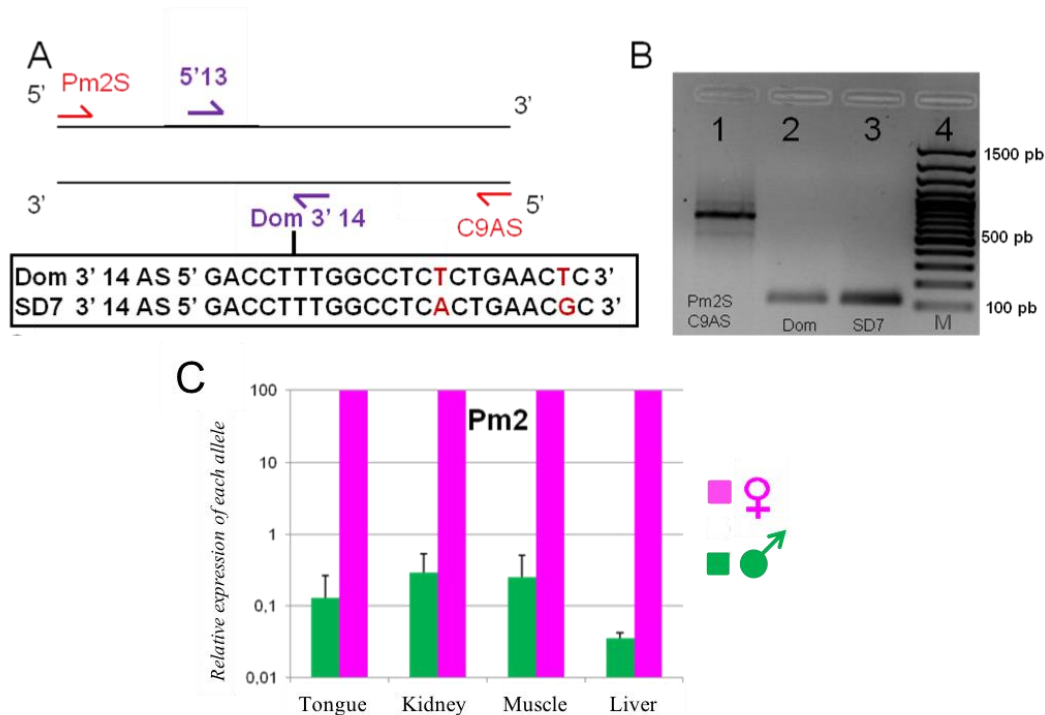 A
Pm2S
5'13
5'
3'
3'
5'
Dom 3' 14
C9AS
Dom 3' 14 AS 5' GACCTTTGGCCTCTCTGAACTC 3'
SD7 3' 14 AS 5' GACCTTTGGCCTCACTGAACGC 3'
B
1 2 3 4
1500 pb
500 pb
100 pb
Pm2S
C9AS
Dom
SD7
M
C
Relative expression of each allele
Pm2
100
10
1
0,1
0,01
Tongue Kidney Muscle Liver
♀
♂